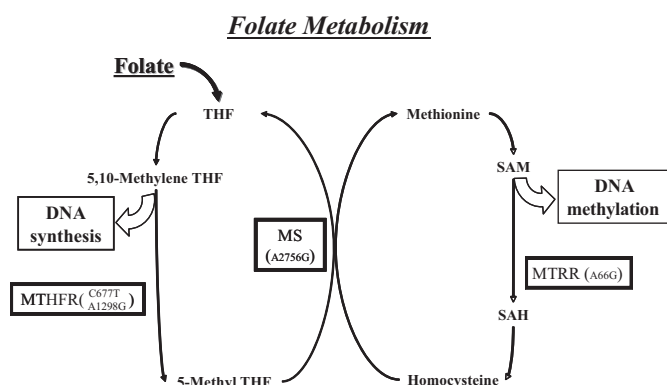 Folate Metabolism
Folate
THF
Methionine
5,10-Methylene THF
SAM
DNA
synthesis
DNA
methylation
MS
(A2756G)
MTHFR( C677T
A1298G )
MTRR (A66G)
SAH
5-Methyl THF
Homocysteine